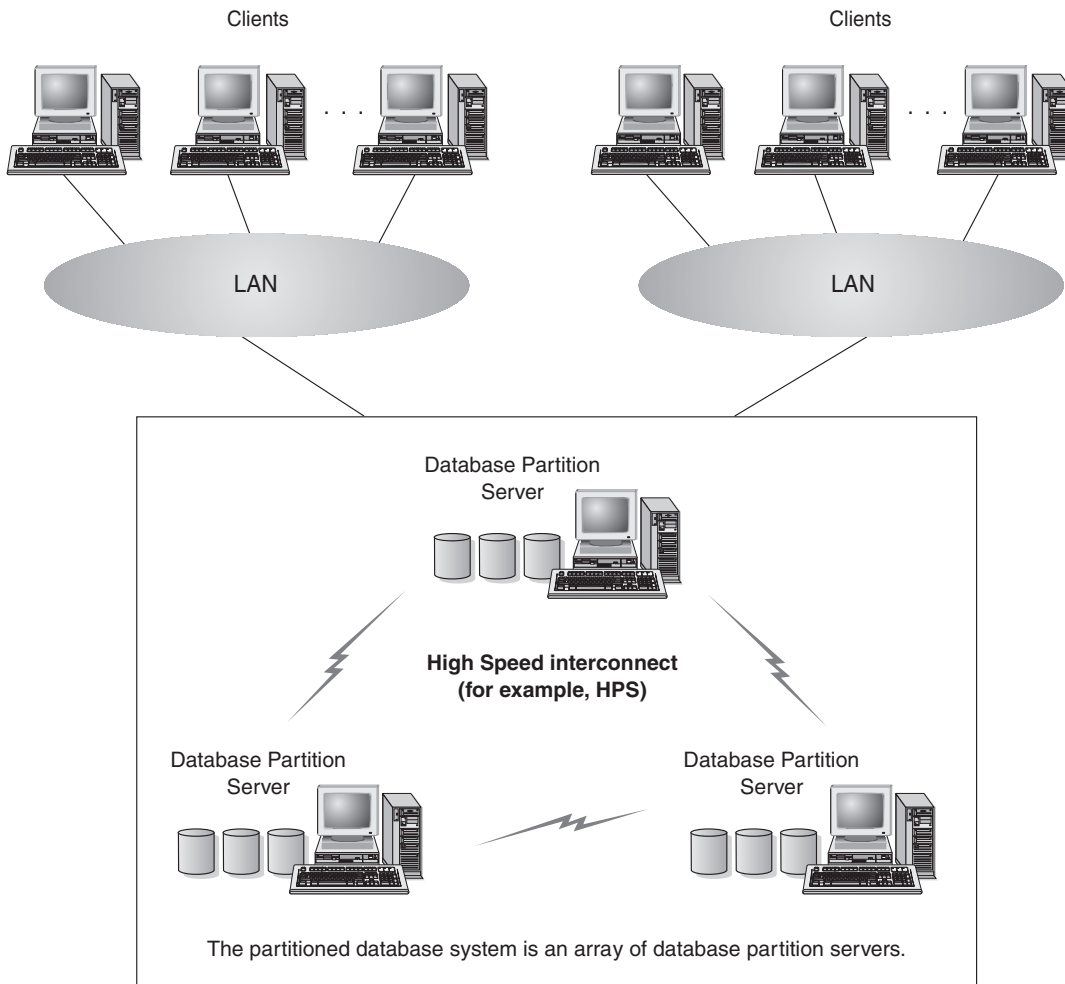 Clients
Clients
. . .
. . .
LAN
LAN
Database Partition
Server
High Speed interconnect
(for example, HPS)
Database Partition
Server
Database Partition
Server
The partitioned database system is an array of database partition servers.